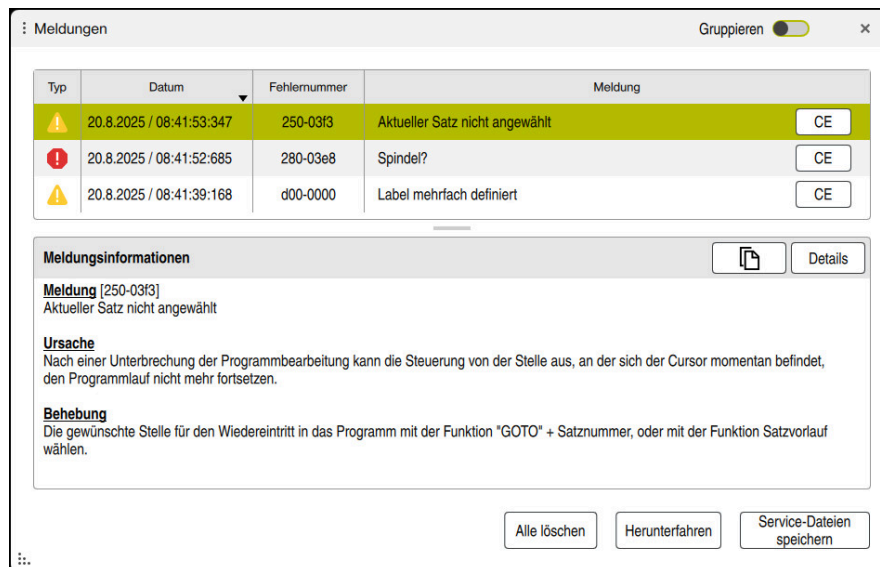 Meldungen
Gruppieren
Typ Datum Fehlernummer Meldung
20.8.2025 / 08:41:53:347 250-03f3 Aktueller Satz nicht angewählt CE
20.8.2025 / 08:41:52:685 280-03e8 Spindel? CE
20.8.2025 / 08:41:39:168 d00-0000 Label mehrfach definiert CE
Meldungsinformationen Details
Meldung [250-03f3]
Aktueller Satz nicht angewählt
Ursache
Nach einer Unterbrechung der Programmbearbeitung kann die Steuerung von der Stelle aus, an der sich der Cursor momentan befindet,
den Programmlauf nicht mehr fortsetzen.
Behebung
Die gewünschte Stelle für den Wiedereintritt in das Programm mit der Funktion "GOTO" + Satznummer, oder mit der Funktion Satzvorlauf
wählen.
Alle löschen Herunterfahren Service-Dateien
speichern